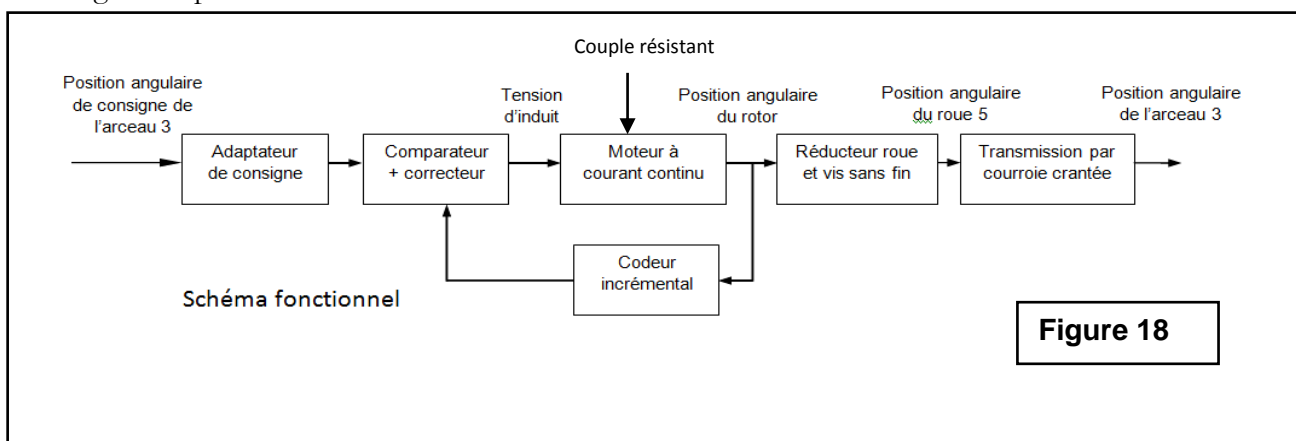 Couple résistant
Position angulaire
de consigne de
l'arceau 3
Tension
d'induit
Position angulaire
du rotor
Position angulaire
du roue 5
Position angulaire
de l'arceau 3
Adaptateur
de consigne
Comparateur
+ correcteur
Moteur à
courant continu
Réducteur roue
et vis sans fin
Transmission par
courroie crantée
Codeur
incrémental
Schéma fonctionnel
Figure 18